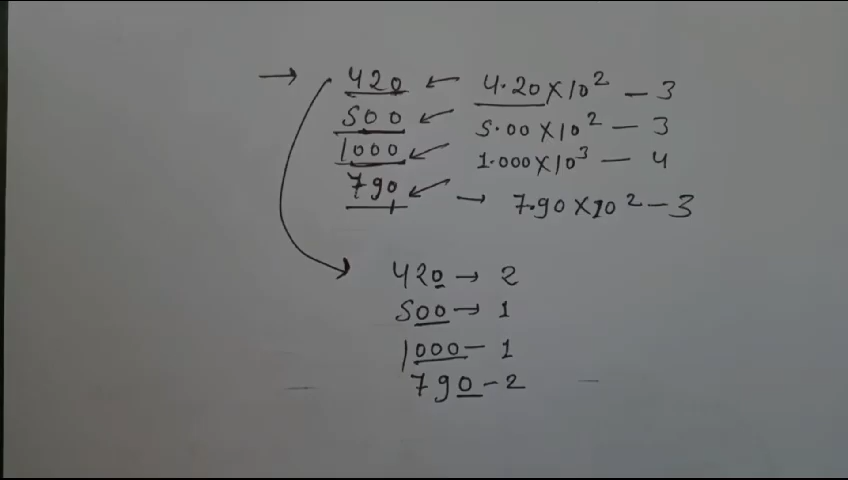 → 420 ← 4.20 × 10² — 3
500 ← 5.00 × 10² — 3
1000 ← 1.000 × 10³ — 4
790 ← → 7.90 × 10² — 3
420 → 2
500 → 1
1000 — 1
790 — 2